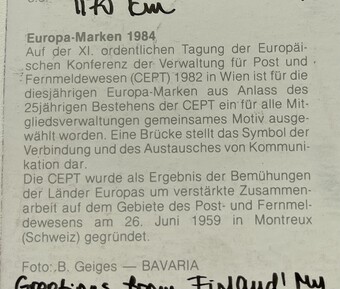 1170 Em
Europa-Marken 1984
Auf der XI. ordentlichen Tagung der Europäi-
schen Konferenz der Verwaltung für Post und
Fernmeldewesen (CEPT) 1982 in Wien ist für die
diesjährigen Europa-Marken aus Anlass des
25jährigen Bestehens der CEPT ein für alle Mit-
gliedsverwaltungen gemeinsames Motiv ausge-
wählt worden. Eine Brücke stellt das Symbol der
Verbindung und des Austausches von Kommuni-
kation dar.
Die CEPT wurde als Ergebnis der Bemühungen
der Länder Europas um verstärkte Zusammen-
arbeit auf dem Gebiete des Post- und Fernmel-
dewesens am 26. Juni 1959 in Montreux
(Schweiz) gegründet.
Foto: B. Geiges — BAVARIA
Greetings from Finland! My